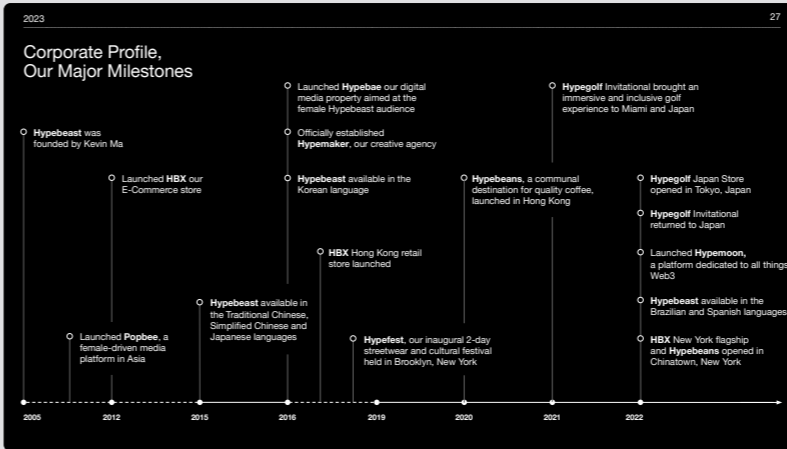 2023
27
Corporate Profile,
Our Major Milestones
Launched Hypebae our digital
media property aimed at the
female Hypebeast audience
Hypegolf Invitational brought an
immersive and inclusive golf
experience to Miami and Japan
Hypebeast was
founded by Kevin Ma
Officially established
Hypemaker, our creative agency
Launched HBX our
E-Commerce store
Hypebeast available in the
Korean language
Hypebeans, a communal
destination for quality coffee,
launched in Hong Kong
Hypegolf Japan Store
opened in Tokyo, Japan
Hypegolf Invitational
returned to Japan
HBX Hong Kong retail
store launched
Launched Hypemoon,
a platform dedicated to all things
Web3
Hypebeast available in
the Traditional Chinese,
Simplified Chinese and
Japanese languages
Hypebeast available in the
Brazilian and Spanish languages
Launched Popbee, a
female-driven media
platform in Asia
Hypefest, our inaugural 2-day
streetwear and cultural festival
held in Brooklyn, New York
HBX New York flagship
and Hypebeans opened in
Chinatown, New York
2005
2012
2015
2016
2019
2020
2021
2022